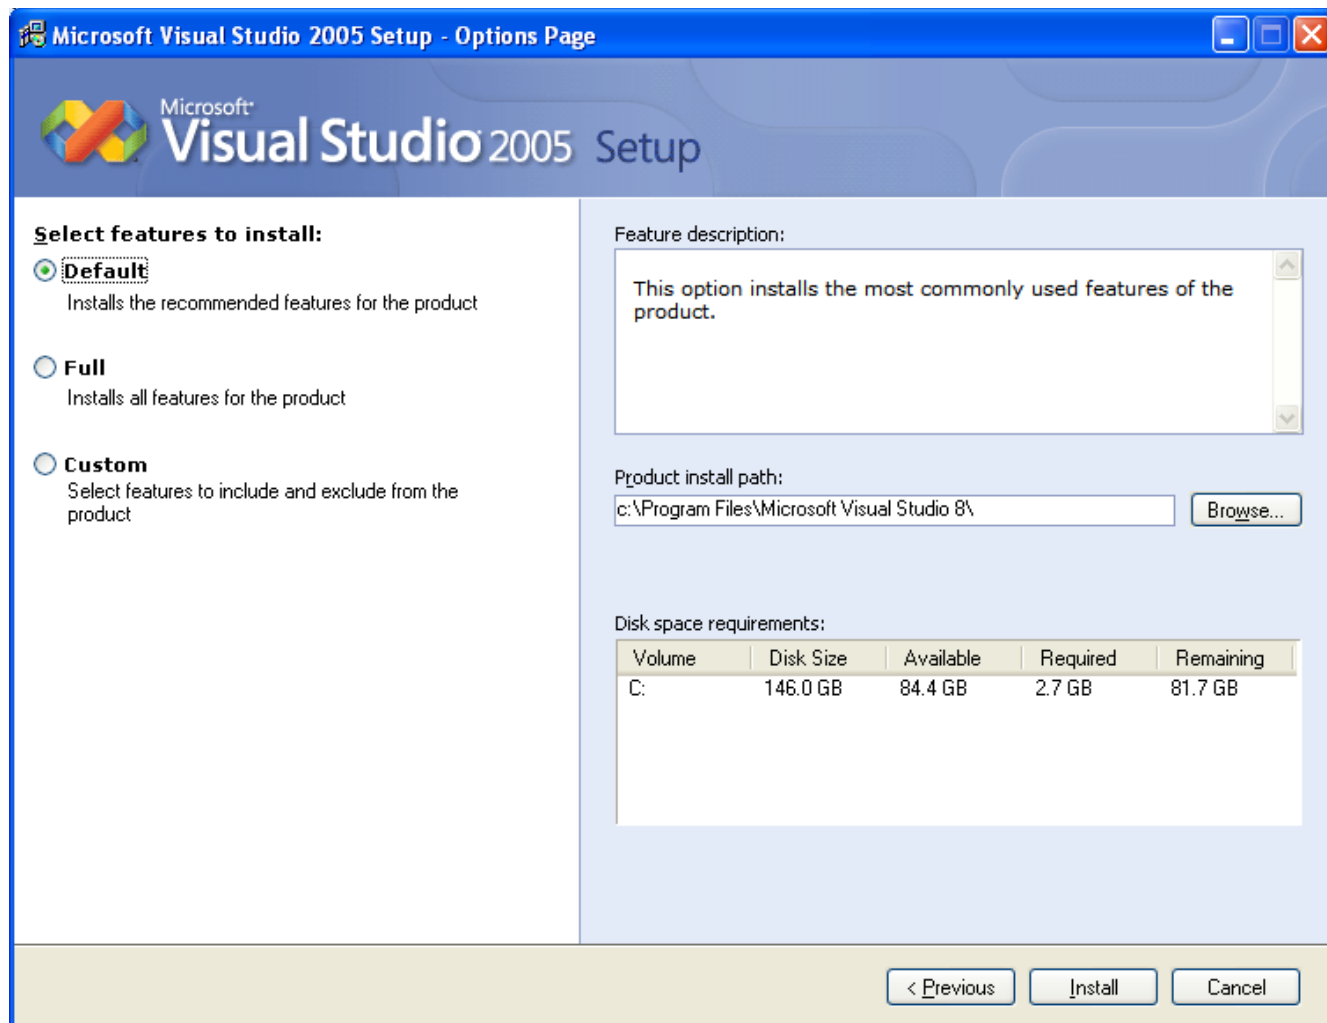 Microsoft Visual Studio 2005 Setup - Options Page
Microsoft
Visual Studio 2005 Setup
Select features to install:
Default
Installs the recommended features for the product
Full
Installs all features for the product
Custom
Select features to include and exclude from the
product
Feature description:
This option installs the most commonly used features of the
product.
Product install path:
c:\Program Files\Microsoft Visual Studio 8\
Browse...
Disk space requirements:
Volume Disk Size Available Required Remaining
C: 146.0 GB 84.4 GB 2.7 GB 81.7 GB
< Previous Install Cancel